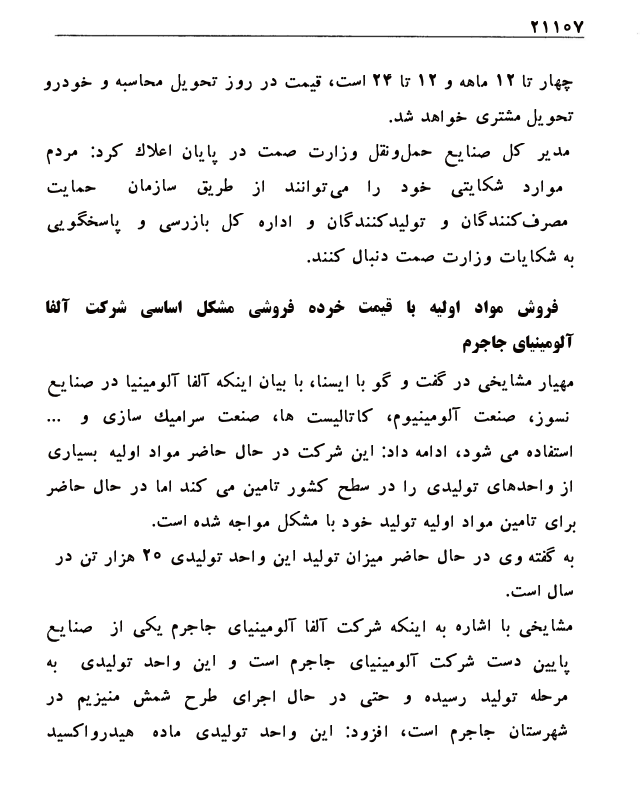 ۲۱۱۰۷
چهار تا ۱۲ ماهه و ۱۲ تا ۲۴ است، قیمت در روز تحویل محاسبه و خودرو
تحویل مشتری خواهد شد.
مدیر کل صنایع حمل‌ونقل وزارت صمت در پایان اعلاك کرد: مردم
موارد شکایتی خود را می‌توانند از طریق سازمان حمایت
مصرف‌کنندگان و تولیدکنندگان و اداره کل بازرسی و پاسخگویی
به شکایات وزارت صمت دنبال کنند.
فروش مواد اولیه با قیمت خرده فروشی مشکل اساسی شرکت آلفا
آلومینیای جاجرم
مهیار مشایخی در گفت و گو با ایسنا، با بیان اینکه آلفا آلومینیا در صنایع
نسوز، صنعت آلومینیوم، کاتالیست ها، صنعت سرامیك سازی و ...
استفاده می شود، ادامه داد: این شرکت در حال حاضر مواد اولیه بسیاری
از واحدهای تولیدی را در سطح کشور تامین می کند اما در حال حاضر
برای تامین مواد اولیه تولید خود با مشکل مواجه شده است.
به گفته وی در حال حاضر میزان تولید این واحد تولیدی ۲۵ هزار تن در
سال است.
مشایخی با اشاره به اینکه شرکت آلفا آلومینیای جاجرم یکی از صنایع
پایین دست شرکت آلومینیای جاجرم است و این واحد تولیدی به
مرحله تولید رسیده و حتی در حال اجرای طرح شمش منیزیم در
شهرستان جاجرم است، افزود: این واحد تولیدی ماده هیدرواکسید